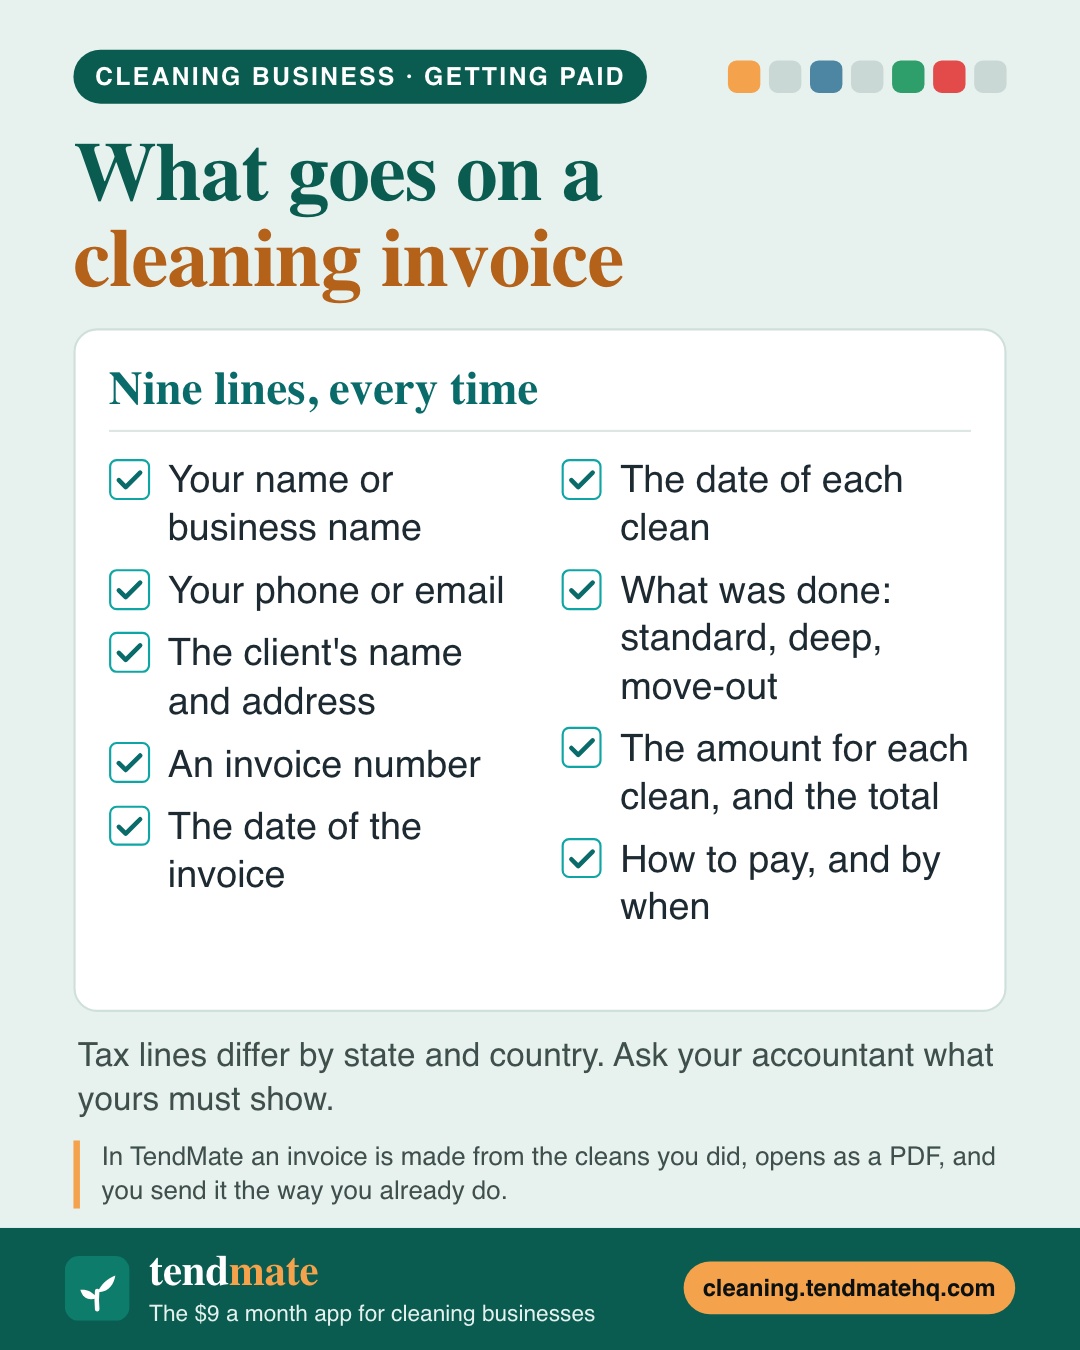 CLEANING BUSINESS · GETTING PAID
What goes on a
cleaning invoice
Nine lines, every time
Your name or
business name
Your phone or email
The client's name
and address
An invoice number
The date of the
invoice
The date of each
clean
What was done:
standard, deep,
move-out
The amount for each
clean, and the total
How to pay, and by
when
Tax lines differ by state and country. Ask your accountant what
yours must show.
In TendMate an invoice is made from the cleans you did, opens as a PDF, and
you send it the way you already do.
tendmate
The $9 a month app for cleaning businesses
cleaning.tendmatehq.com